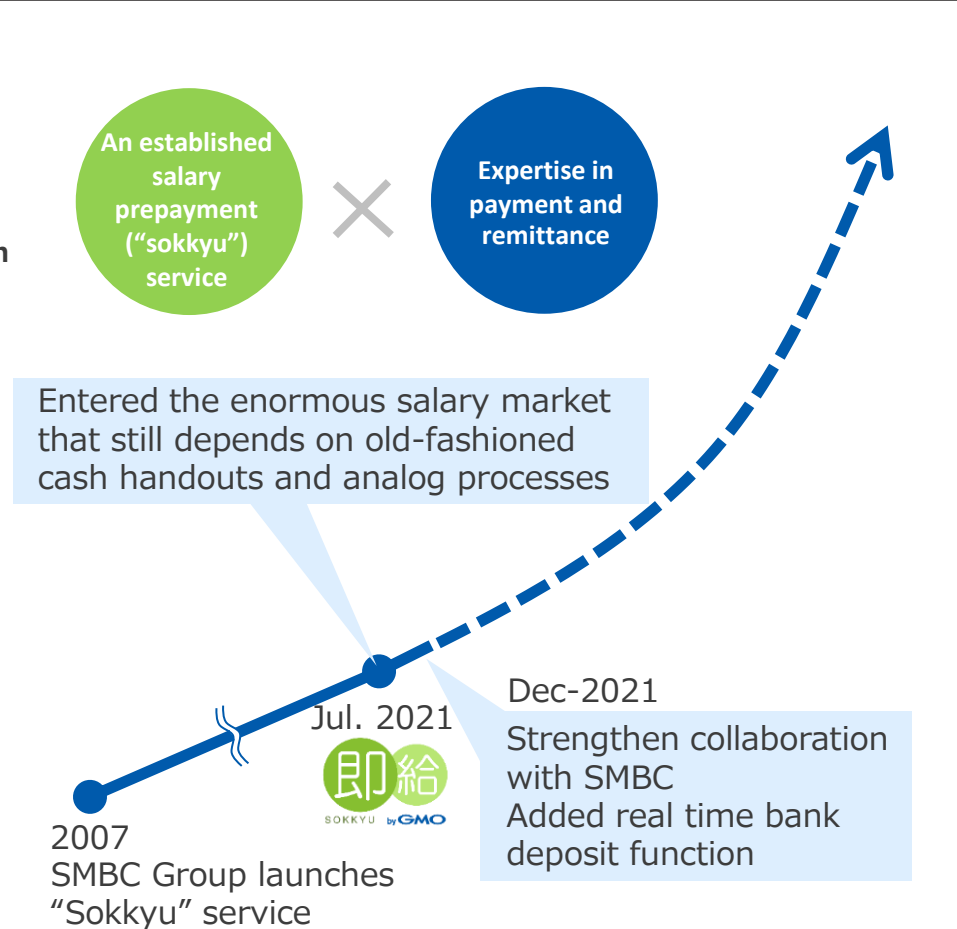 An established
salary
prepayment
(“sokkyu”)
service
Expertise in
payment and
remittance
n
Entered the enormous salary market
that still depends on old-fashioned
cash handouts and analog processes
Jul. 2021
即給
SOKKYU by GMO
Dec-2021
Strengthen collaboration
with SMBC
Added real time bank
deposit function
2007
SMBC Group launches
“Sokkyu” service